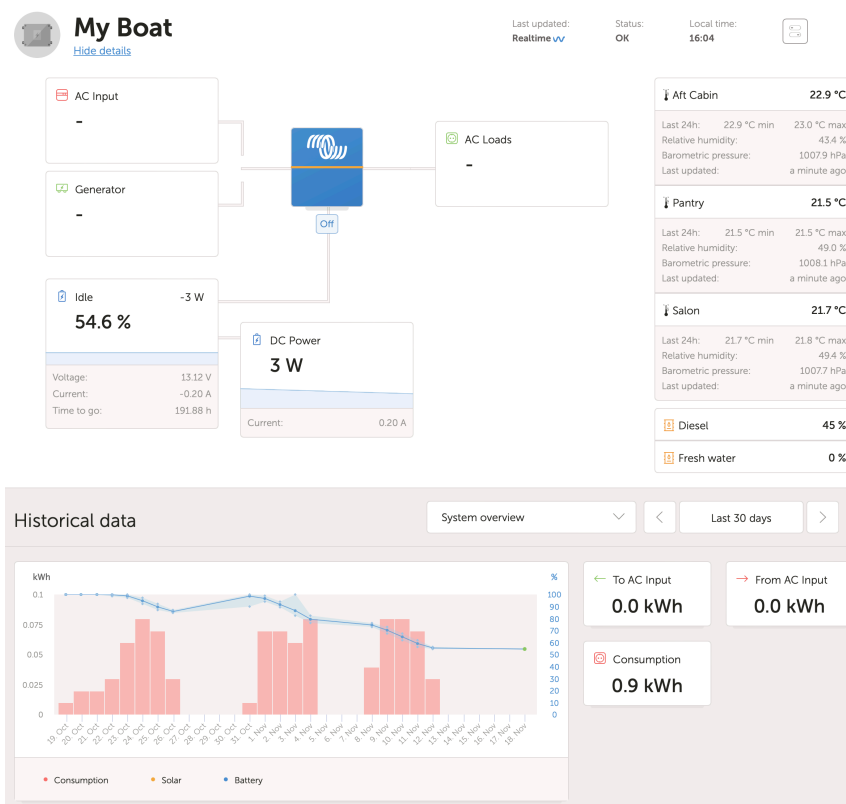 My Boat
Hide details
Last updated:
Realtime
Status:
OK
Local time:
16:04
AC Input
-
Generator
-
AC Loads
-
Off
Idle -3 W
54.6 %
Voltage: 13.12 V
Current: -0.20 A
Time to go: 191.88 h
DC Power
3 W
Current: 0.20 A
Aft Cabin 22.9 °C
Last 24h: 22.9 °C min 23.0 °C max
Relative humidity: 43.4 %
Barometric pressure: 1007.9 hPa
Last updated: a minute ago
Pantry 21.5 °C
Last 24h: 21.5 °C min 21.5 °C max
Relative humidity: 49.0 %
Barometric pressure: 1008.1 hPa
Last updated: a minute ago
Salon 21.7 °C
Last 24h: 21.7 °C min 21.8 °C max
Relative humidity: 49.4 %
Barometric pressure: 1007.7 hPa
Last updated: a minute ago
Diesel 45 %
Fresh water 0 %
Historical data
System overview
Last 30 days
kWh %
0.1
0.075
0.05
0.025
0
100
90
80
70
60
50
40
30
20
10
0
19. Oct
20. Oct
21. Oct
22. Oct
23. Oct
24. Oct
25. Oct
26. Oct
27. Oct
28. Oct
29. Oct
30. Oct
31. Oct
1. Nov
2. Nov
3. Nov
4. Nov
5. Nov
6. Nov
7. Nov
8. Nov
9. Nov
10. Nov
11. Nov
12. Nov
13. Nov
14. Nov
15. Nov
16. Nov
17. Nov
18. Nov
Consumption Solar Battery
To AC Input
0.0 kWh
From AC Input
0.0 kWh
Consumption
0.9 kWh